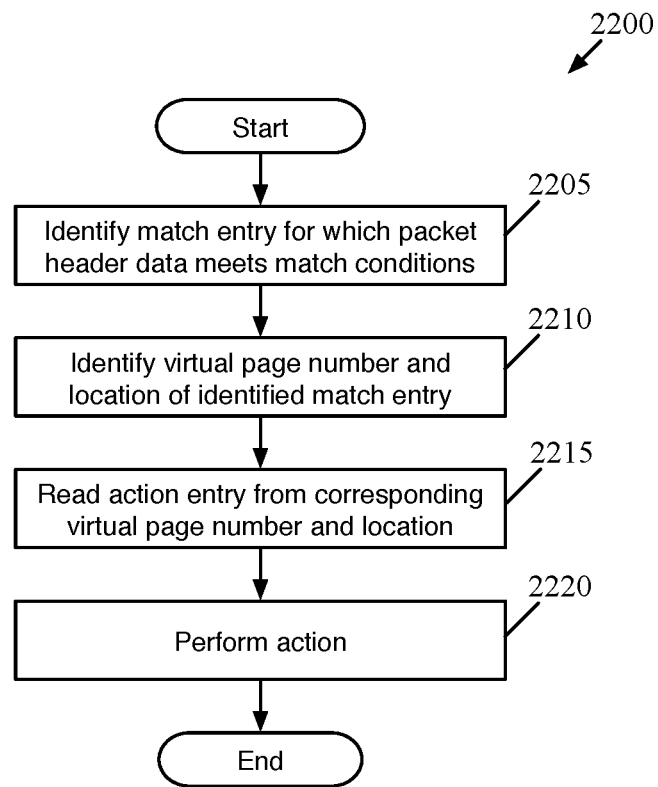 2200
Start
2205
Identify match entry for which packet
header data meets match conditions
2210
Identify virtual page number and
location of identified match entry
2215
Read action entry from corresponding
virtual page number and location
2220
Perform action
End